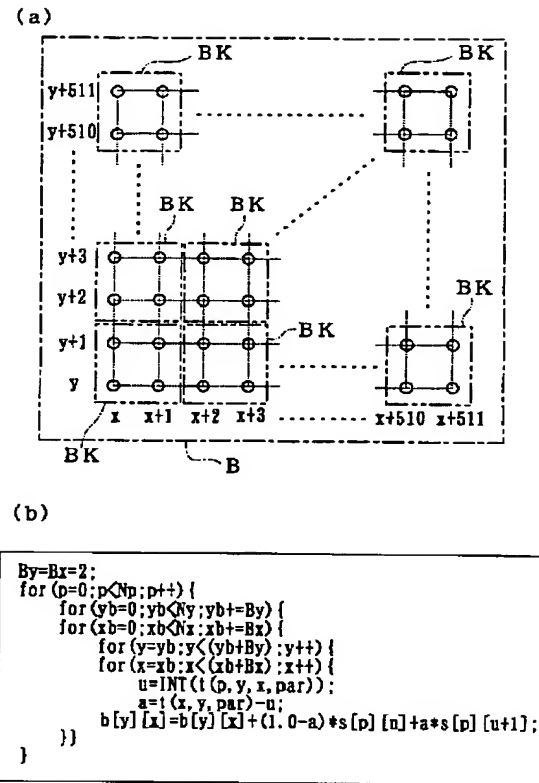 (a)
BK BK
y+511
y+510
BK BK
y+3
y+2
BK
y+1 BK
y
x x+1 x+2 x+3 x+510 x+511
BK B
(b)
By=Bx=2;
for(p=0;p<Np;p++){
for(yb=0;yb<Ny;yb+=By){
for(xb=0;xb<Nx;xb+=Bx){
for(y=yb;y<(yb+By);y++){
for(x=xb;x<(xb+Bx);x++){
u=INT(t(p,y,x,par));
a=t(x,y,par)-u;
b[y][x]=b[y][x]+(1.0-a)*s[p][u]+a*s[p][u+1];
}}
}